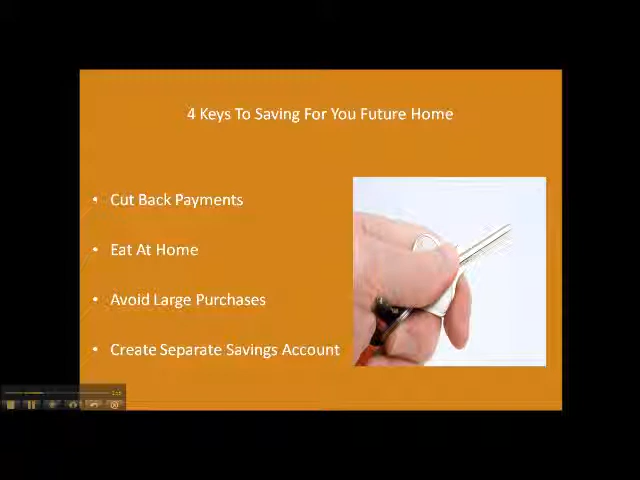 4 Keys To Saving For You Future Home
• Cut Back Payments
• Eat At Home
• Avoid Large Purchases
• Create Separate Savings Account